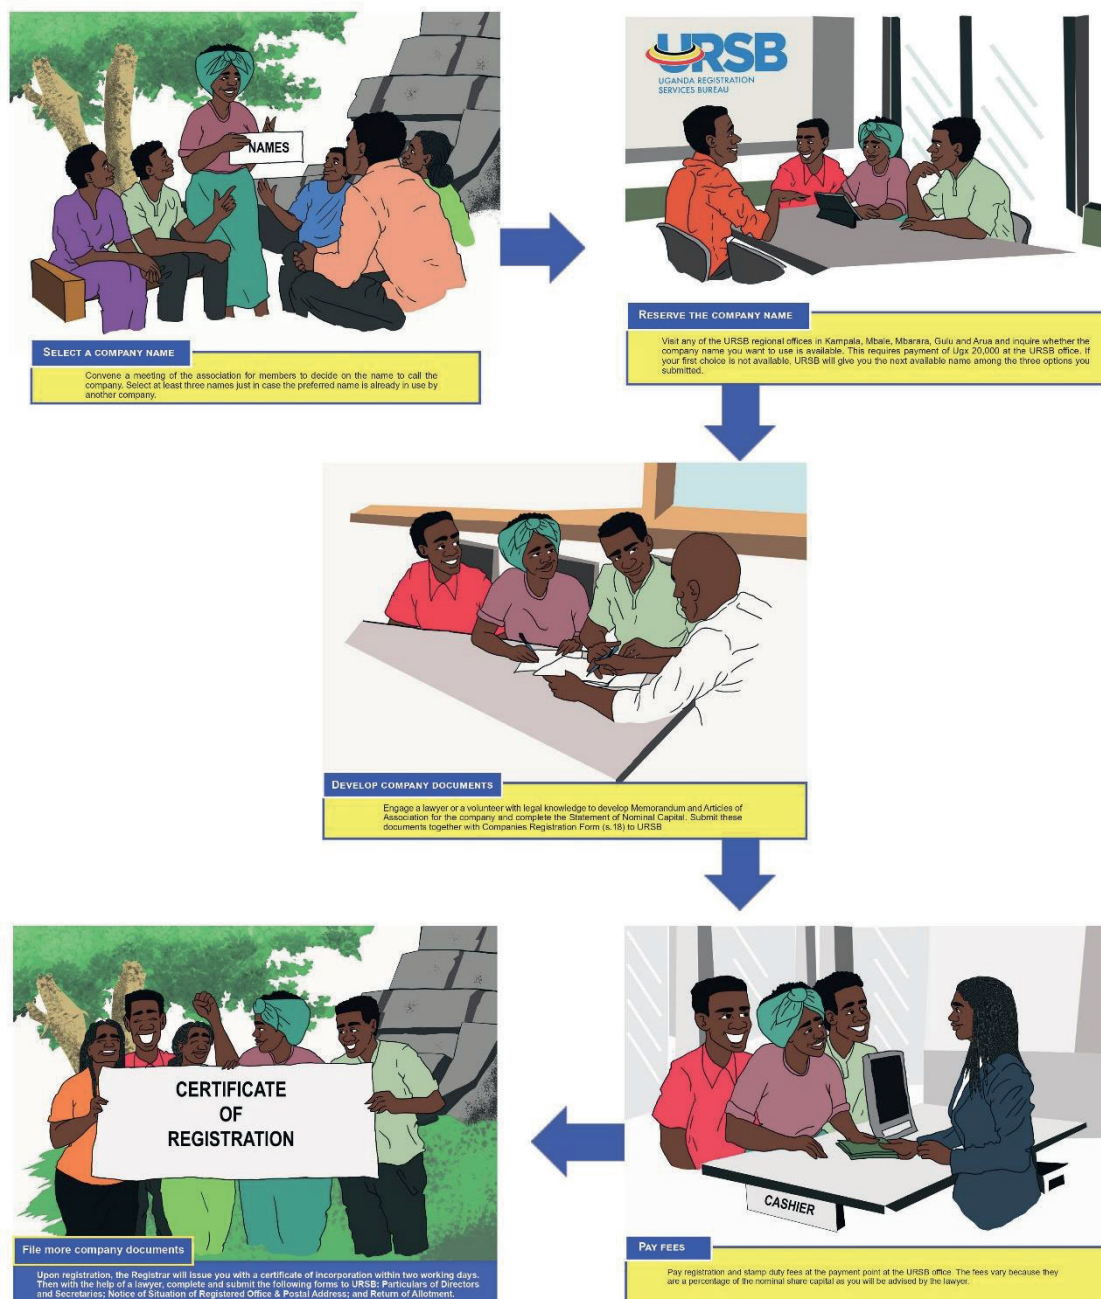 NAMES
SELECT A COMPANY NAME
Convene a meeting of the association for members to decide on the name to call the
company. Select at least three names just in case the preferred name is already in use by
another company.
URSB
UGANDA REGISTRATION
SERVICES BUREAU
RESERVE THE COMPANY NAME
Visit any of the URSB regional offices in Kampala, Mbale, Mbarara, Gulu and Arua and inquire whether the
company name you want to use is available. This requires payment of Ugx 20,000 at the URSB office. If
your first choice is not available, URSB will give you the next available name among the three options you
submitted.
DEVELOP COMPANY DOCUMENTS
Engage a lawyer or a volunteer with legal knowledge to develop Memorandum and Articles of
Association for the company and complete the Statement of Nominal Capital. Submit these
documents together with Companies Registration Form (s.18) to URSB
CASHIER
PAY FEES
Pay registration and stamp duty fees at the payment point at the URSB office. The fees vary because they
are a percentage of the nominal share capital as you will be advised by the lawyer.
CERTIFICATE
OF
REGISTRATION
File more company documents
Upon registration, the Registrar will issue you with a certificate of incorporation within two working days.
Then with the help of a lawyer, complete and submit the following forms to URSB: Particulars of Directors
and Secretaries; Notice of Situation of Registered Office & Postal Address; and Return of Allotment.